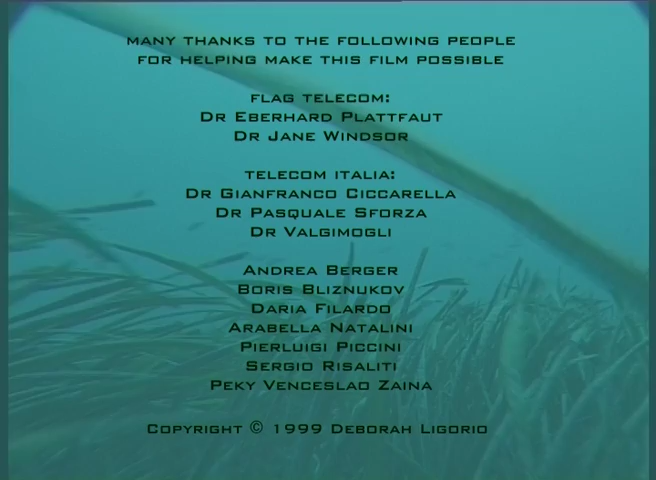 MANY THANKS TO THE FOLLOWING PEOPLE
FOR HELPING MAKE THIS FILM POSSIBLE
FLAG TELECOM:
DR EBERHARD PLATTFAUT
DR JANE WINDSOR
TELECOM ITALIA:
DR GIANFRANCO CICCARELLA
DR PASQUALE SFORZA
DR VALGIMOGLI
ANDREA BERGER
BORIS BLIZNUKOV
DARIA FILARDO
ARABELLA NATALINI
PIERLUIGI PICCINI
SERGIO RISALITI
PEKY VENCESLAO ZAINA
COPYRIGHT © 1999 DEBORAH LIGORIO